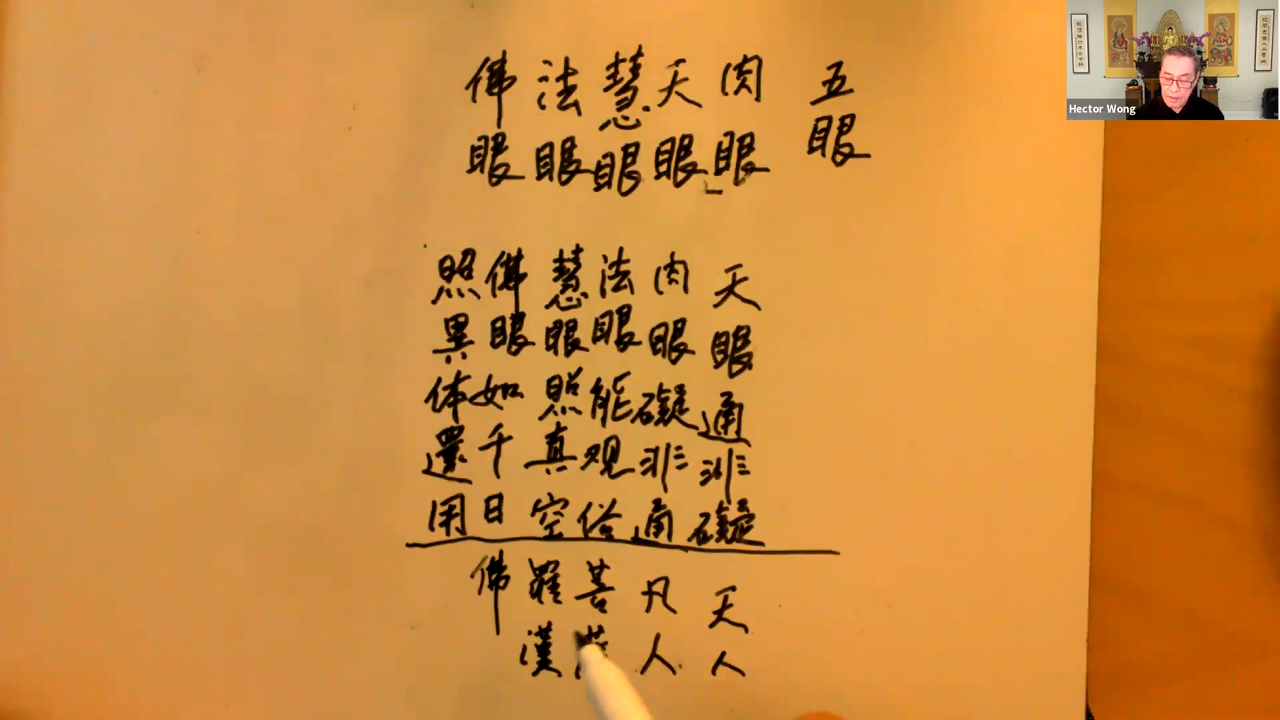 五眼
肉眼
天眼
慧眼
法眼
佛眼
天眼通非礙
肉眼礙非通
法眼能观俗
慧眼照真空
佛眼如千日
照異体還用
天人
凡人
菩
羅漢
佛
Hector Wong